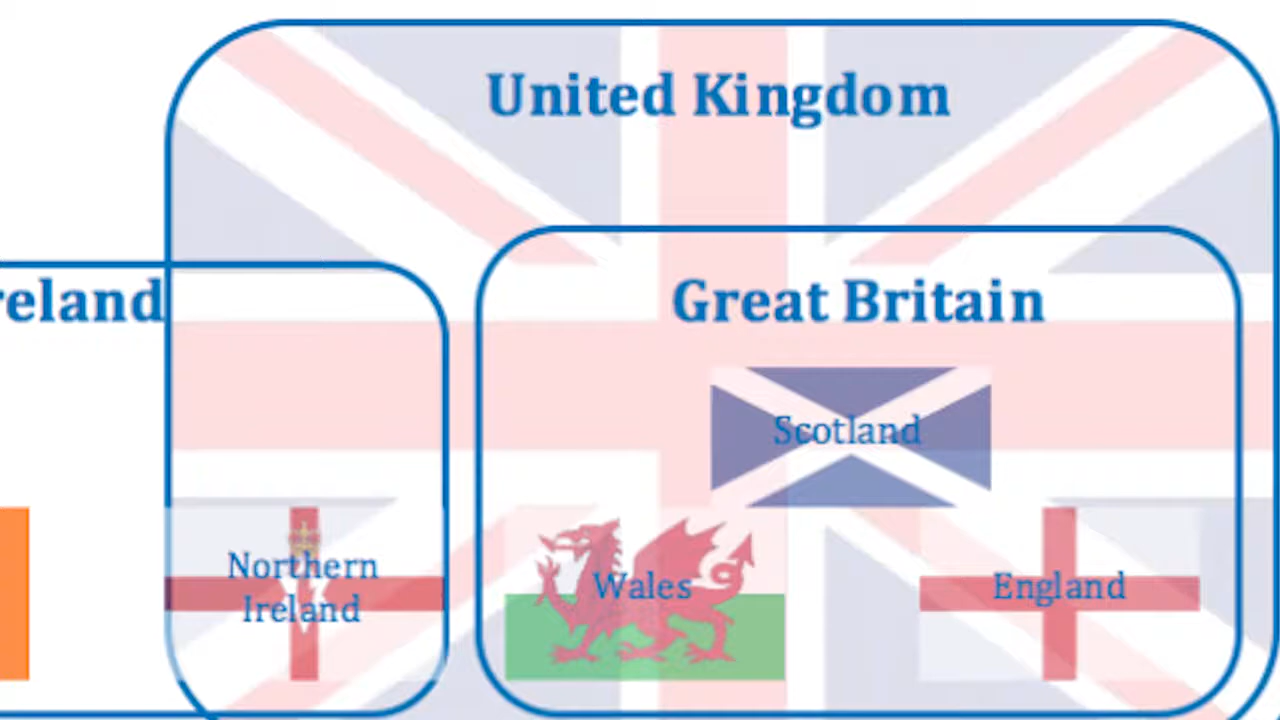 United Kingdom
reland
Great Britain
Scotland
Northern
Ireland
Wales
England